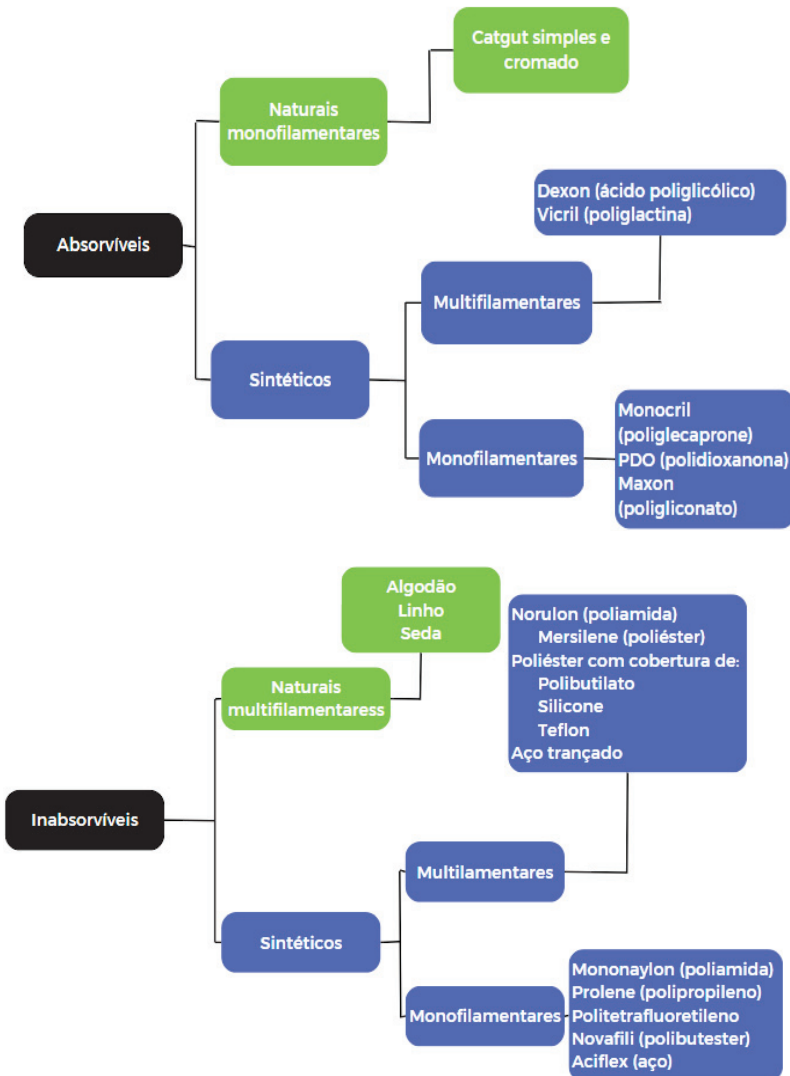 Catgut simples e
cromado
Naturais
monofilamentares
Absorvíveis
Dexon (ácido poliglicólico)
Vicril (poliglactina)
Multifilamentares
Sintéticos
Monofilamentares
Monocril
(poliglecaprone)
PDO (polidioxanona)
Maxon
(poligliconato)
Algodão
Linho
Seda
Naturais
multifilamentaress
Norulon (poliamida)
Mersilene (poliéster)
Poliéster com cobertura de:
Polibutilato
Silicone
Teflon
Aço trançado
Inabsorvíveis
Multilamentares
Sintéticos
Monofilamentares
Mononaylon (poliamida)
Prolene (polipropileno)
Politetrafluoretileno
Novafili (polibutester)
Aciflex (aço)